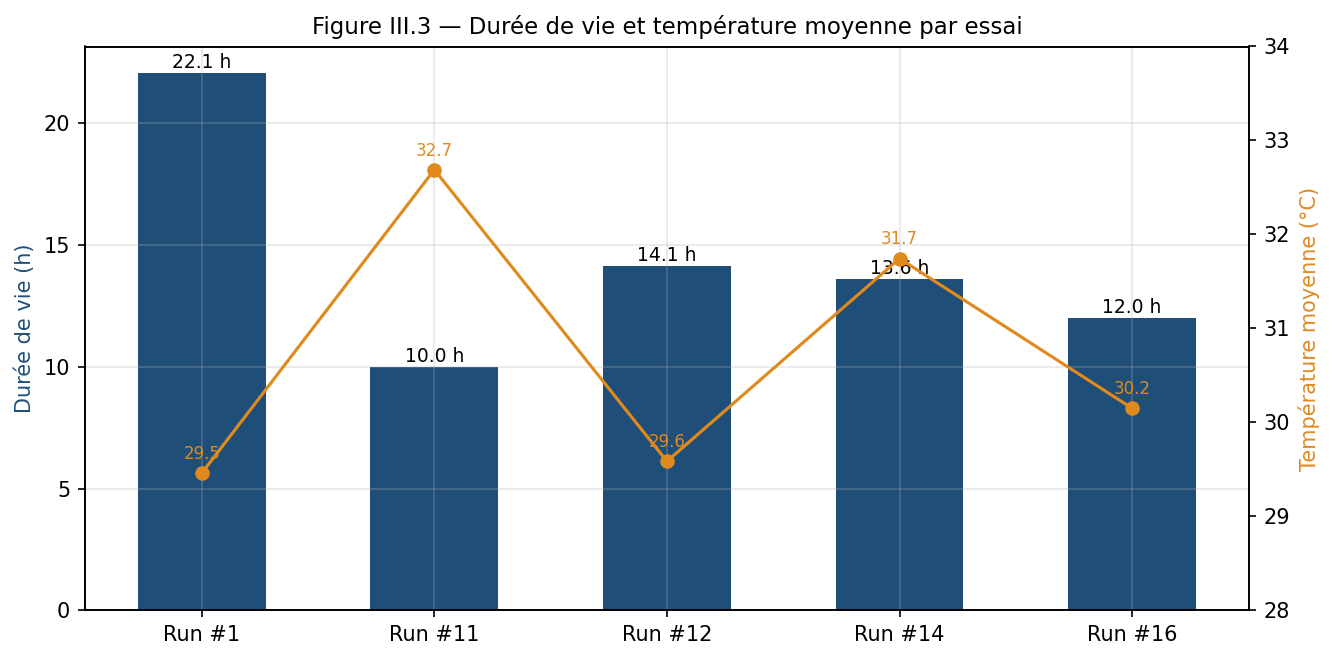 Figure III.3 — Durée de vie et température moyenne par essai
Durée de vie (h)
20
15
10
5
0
22.1 h
10.0 h
14.1 h
13.6 h
12.0 h
29.5
32.7
29.6
31.7
30.2
34
33
32
31
30
29
28
Température moyenne (°C)
Run #1
Run #11
Run #12
Run #14
Run #16